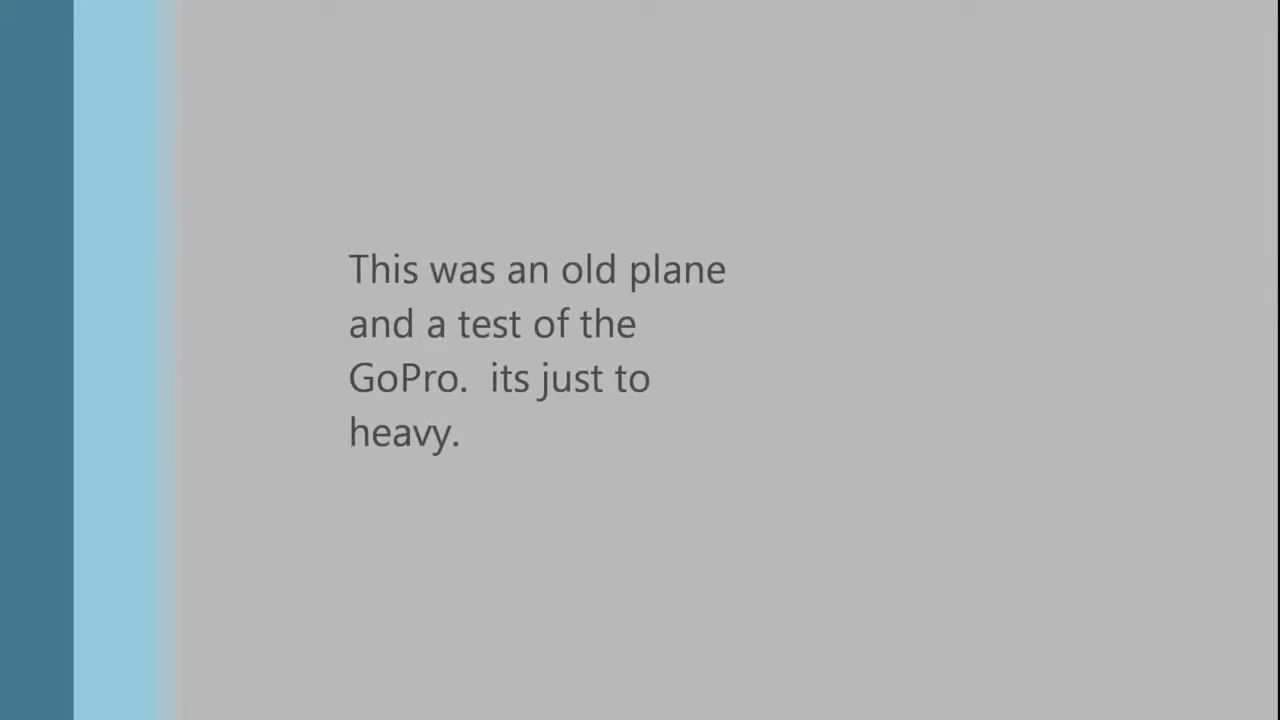 This was an old plane
and a test of the
GoPro.  its just to
heavy.